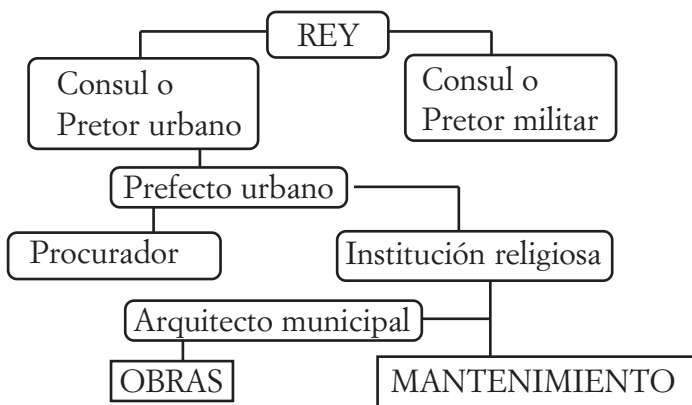 REY
Consul o
Pretor urbano
Consul o
Pretor militar
Prefecto urbano
Procurador
Institución religiosa
Arquitecto municipal
OBRAS
MANTENIMIENTO